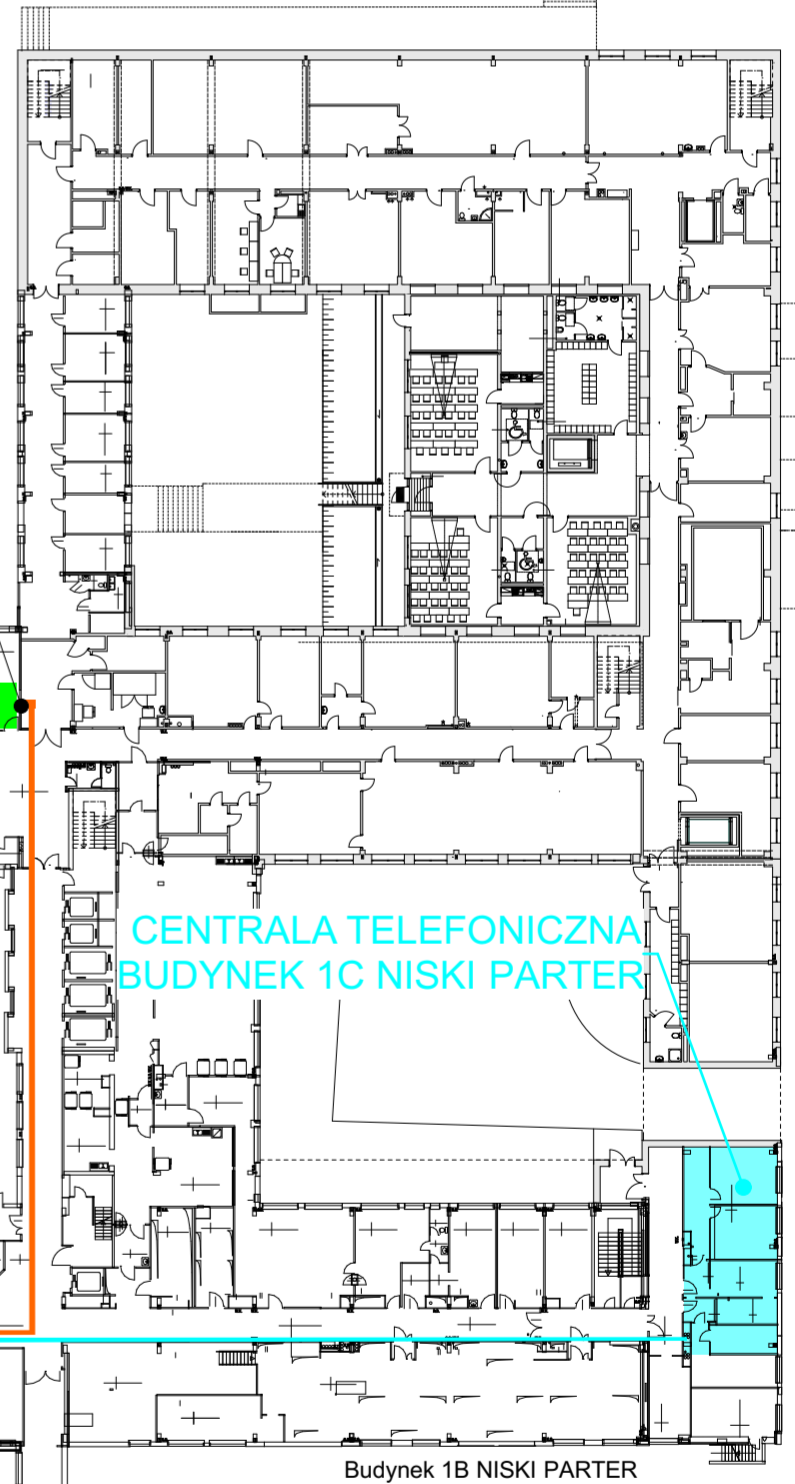 CENTRALA TELEFONICZNA
BUDYNEK 1C NISKI PARTER
Budynek 1B NISKI PARTER